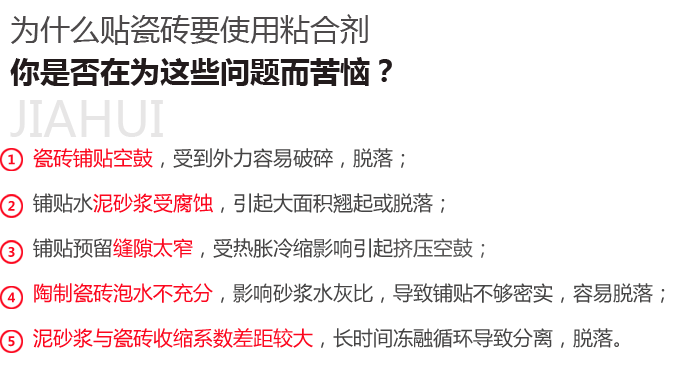 为什么贴瓷砖要使用粘合剂
你是否在为这些问题而苦恼？
JIAHUI
1 瓷砖铺贴空鼓，受到外力容易破碎，脱落；
2 铺贴水泥砂浆受腐蚀，引起大面积翘起或脱落；
3 铺贴预留缝隙太窄，受热胀冷缩影响引起挤压空鼓；
4 陶制瓷砖泡水不充分，影响砂浆水灰比，导致铺贴不够密实，容易脱落；
5 泥砂浆与瓷砖收缩系数差距较大，长时间冻融循环导致分离，脱落。